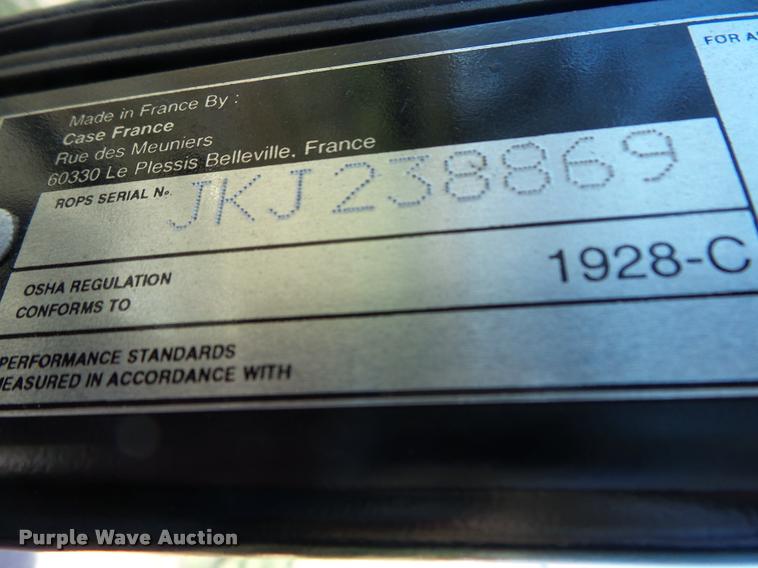 Made in France By :
Case France
Rue des Meuniers
60330 Le Plessis Belleville, France
FOR
ROPS SERIAL No. JKJ238869
OSHA REGULATION
CONFORMS TO 1928-C
PERFORMANCE STANDARDS
MEASURED IN ACCORDANCE WITH
Purple Wave Auction